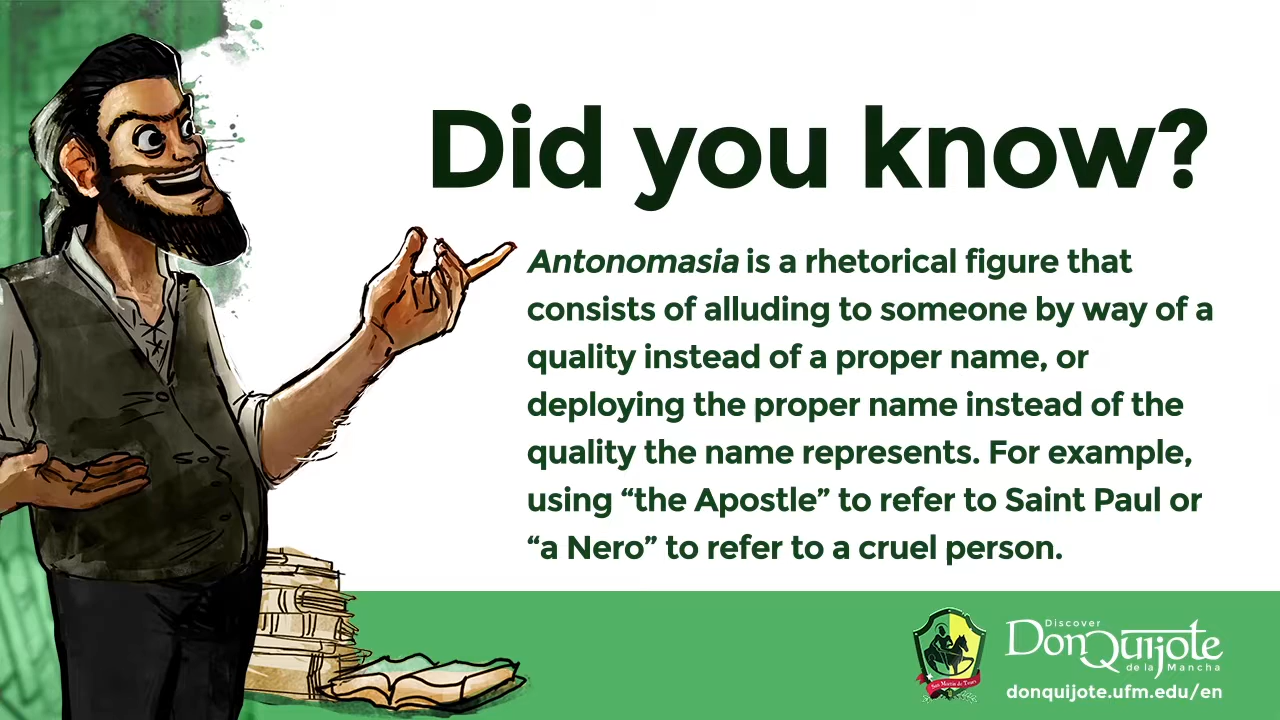 Did you know?
Antonomasia is a rhetorical figure that
consists of alluding to someone by way of a
quality instead of a proper name, or
deploying the proper name instead of the
quality the name represents. For example,
using “the Apostle” to refer to Saint Paul or
“a Nero” to refer to a cruel person.
Discover
Don Quijote
de la Mancha
donquijote.ufm.edu/en